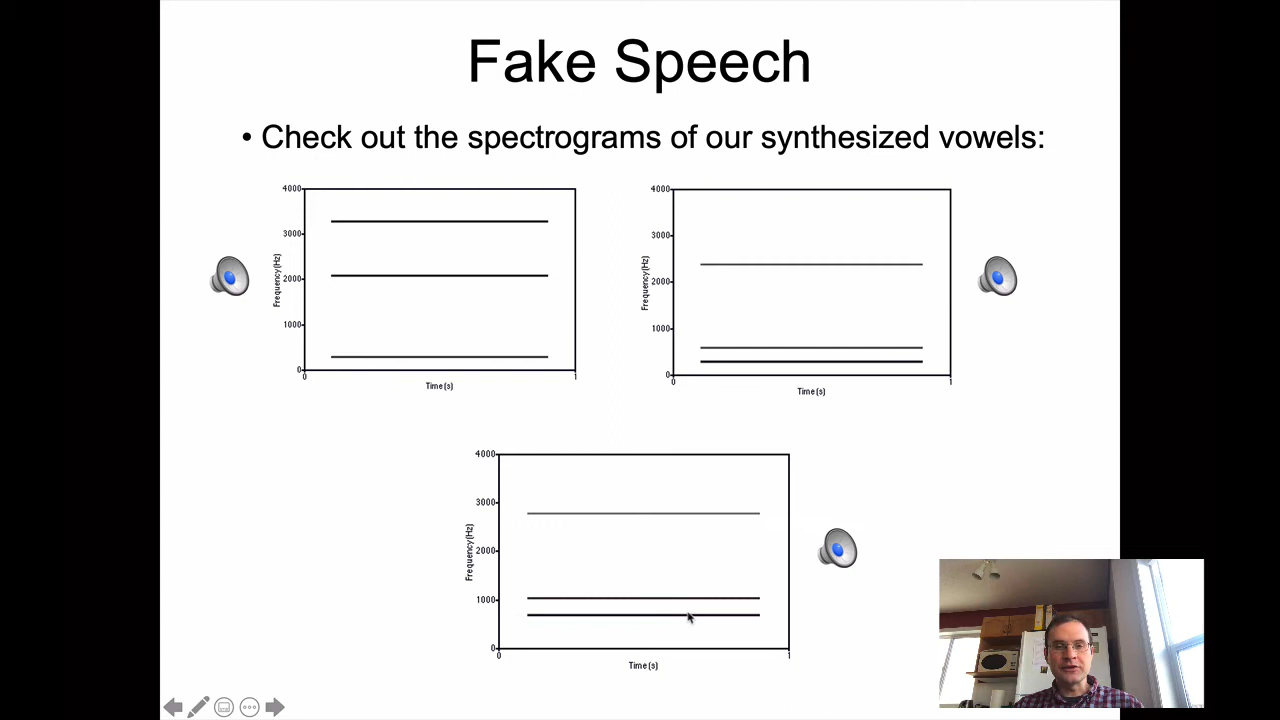 Fake Speech
• Check out the spectrograms of our synthesized vowels:
4000
3000
2000
1000
0
Frequency (Hz)
0
1
Time (s)
4000
3000
2000
1000
0
Frequency (Hz)
0
1
Time (s)
4000
3000
2000
1000
0
Frequency (Hz)
0
1
Time (s)